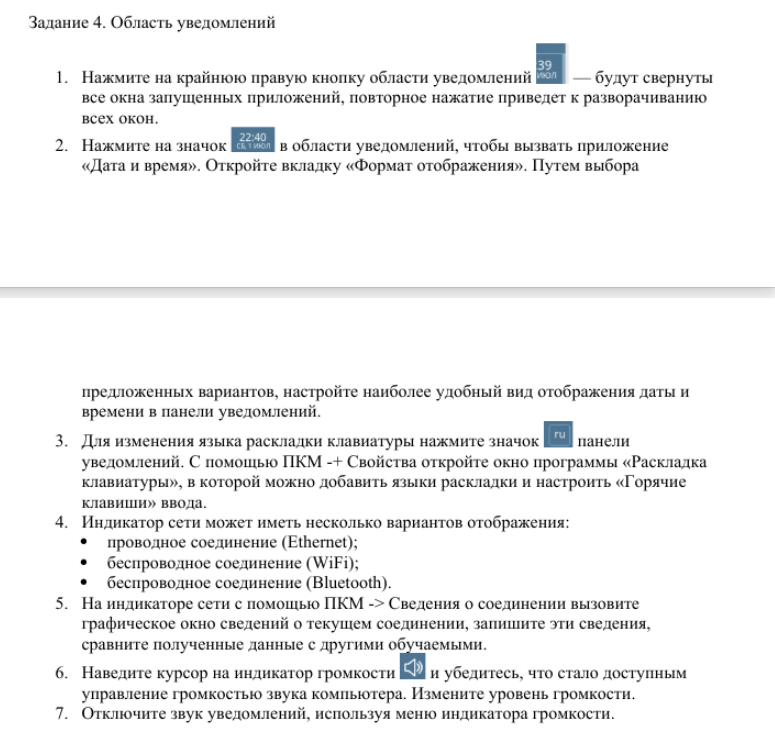 Задание 4. Область уведомлений
39
июл
1. Нажмите на крайнюю правую кнопку области уведомлений — будут свернуты
все окна запущенных приложений, повторное нажатие приведет к разворачиванию
всех окон.
22:40
СБ, 1 ИЮЛ
2. Нажмите на значок в области уведомлений, чтобы вызвать приложение
«Дата и время». Откройте вкладку «Формат отображения». Путем выбора
предложенных вариантов, настройте наиболее удобный вид отображения даты и
времени в панели уведомлений.
3. Для изменения языка раскладки клавиатуры нажмите значок ru панели
уведомлений. С помощью ПКМ -+ Свойства откройте окно программы «Раскладка
клавиатуры», в которой можно добавить языки раскладки и настроить «Горячие
клавиши» ввода.
4. Индикатор сети может иметь несколько вариантов отображения:
• проводное соединение (Ethernet);
• беспроводное соединение (WiFi);
• беспроводное соединение (Bluetooth).
5. На индикаторе сети с помощью ПКМ -> Сведения о соединении вызовите
графическое окно сведений о текущем соединении, запишите эти сведения,
сравните полученные данные с другими обучаемыми.
6. Наведите курсор на индикатор громкости и убедитесь, что стало доступным
управление громкостью звука компьютера. Измените уровень громкости.
7. Отключите звук уведомлений, используя меню индикатора громкости.